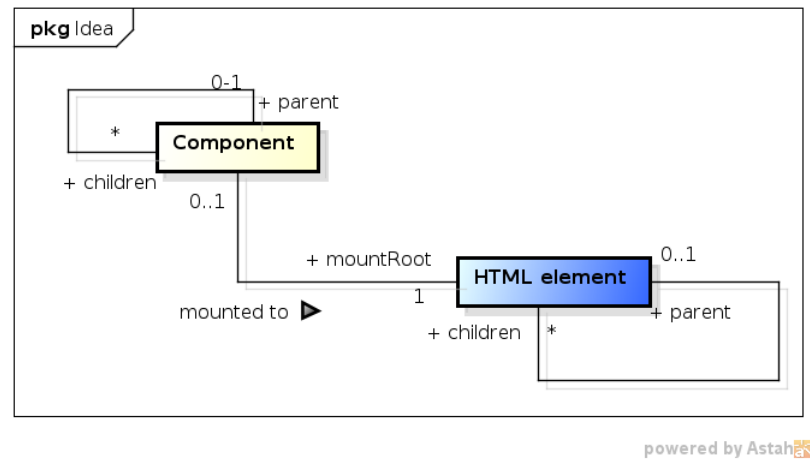 pkg Idea
0-1
+ parent
*
Component
+ children
0..1
0..1
+ mountRoot
HTML element
1
mounted to
+ parent
+ children
*
powered by Astah